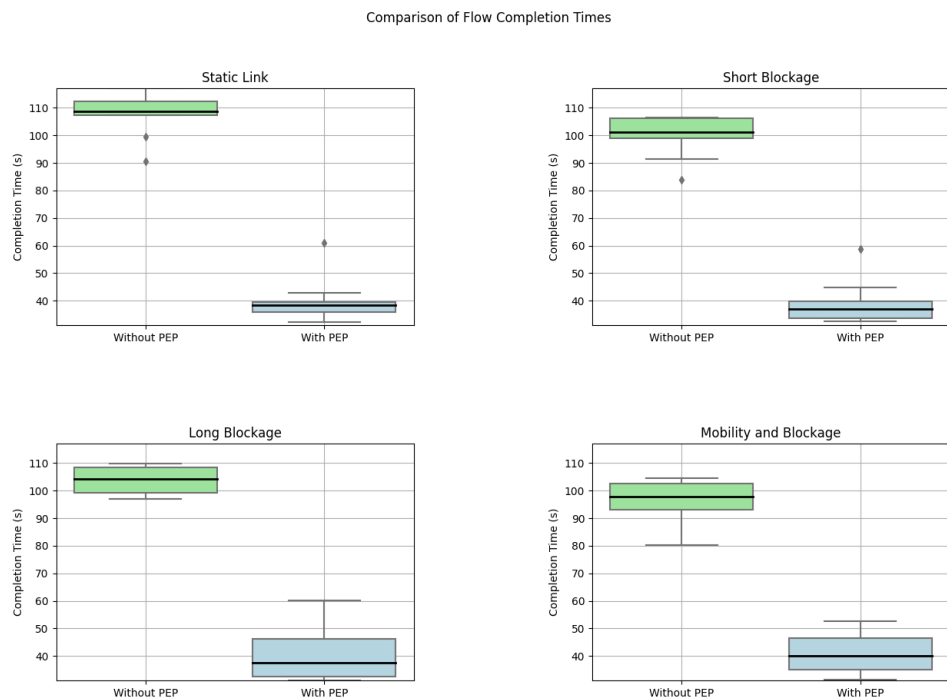 Comparison of Flow Completion Times
Static Link
Completion Time (s)
110
100
90
80
70
60
50
40
Without PEP
With PEP
Short Blockage
Completion Time (s)
110
100
90
80
70
60
50
40
Without PEP
With PEP
Long Blockage
Completion Time (s)
110
100
90
80
70
60
50
40
Without PEP
With PEP
Mobility and Blockage
Completion Time (s)
110
100
90
80
70
60
50
40
Without PEP
With PEP